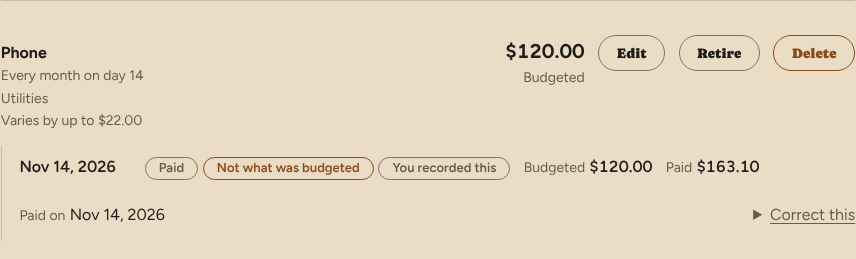 Phone
$120.00
Edit
Retire
Delete
Every month on day 14
Budgeted
Utilities
Varies by up to $22.00
Nov 14, 2026 Paid Not what was budgeted You recorded this Budgeted $120.00 Paid $163.10
Paid on Nov 14, 2026
Correct this